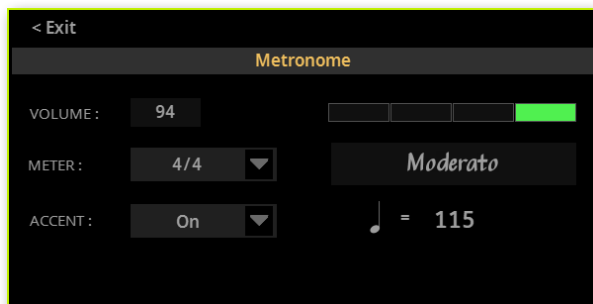 < Exit
Metronome
VOLUME : 94
METER : 4/4
Moderato
ACCENT : On
= 115